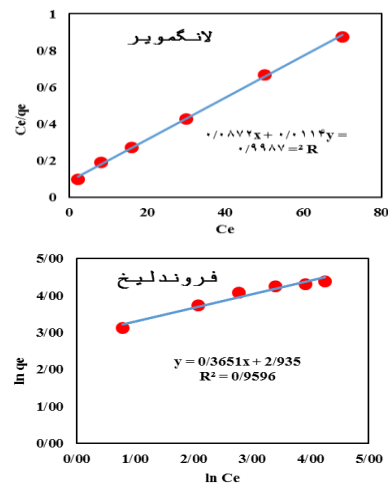 لانگمویر
Ce/qe
1
0/8
0/6
0/4
0/2
0
۰/۰۸۷۲x + ۰/۰۱۱۴y =
۰/۹۹۸۷ =² R
0 20 40 60 80
Ce
فروندلیخ
ln qe
5/00
4/00
3/00
2/00
1/00
0/00
y = 0/3651x + 2/935
R² = 0/9596
0/00 1/00 2/00 3/00 4/00 5/00
ln Ce